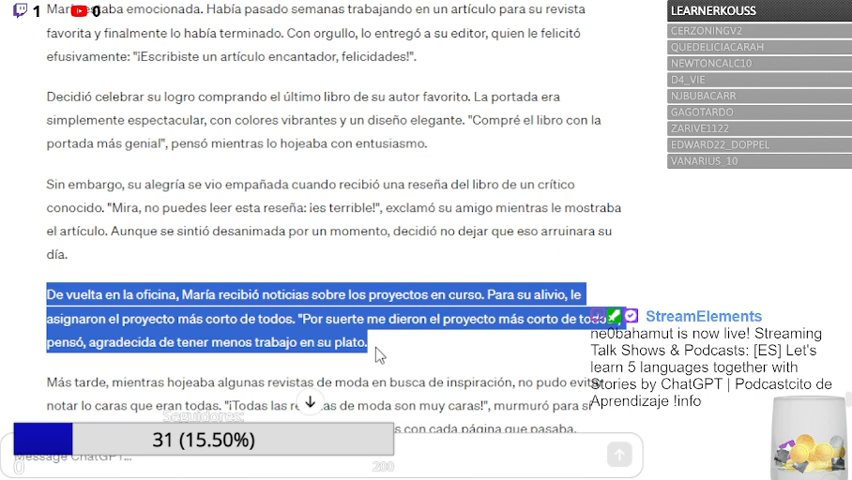 1
0
María estaba emocionada. Había pasado semanas trabajando en un artículo para su revista
favorita y finalmente lo había terminado. Con orgullo, lo entregó a su editor, quien le felicitó
efusivamente: "¡Escribiste un artículo encantador, felicidades!".
Decidió celebrar su logro comprando el último libro de su autor favorito. La portada era
simplemente espectacular, con colores vibrantes y un diseño elegante. "Compré el libro con la
portada más genial", pensó mientras lo hojeaba con entusiasmo.
Sin embargo, su alegría se vio empañada cuando recibió una reseña del libro de un crítico
conocido. "Mira, no puedes leer esta reseña: ¡es terrible!", exclamó su amigo mientras le mostraba
el artículo. Aunque se sintió desanimada por un momento, decidió no dejar que eso arruinara su
día.
De vuelta en la oficina, María recibió noticias sobre los proyectos en curso. Para su alivio, le
asignaron el proyecto más corto de todos. "Por suerte me dieron el proyecto más corto de todos",
pensó, agradecida de tener menos trabajo en su plato.
Más tarde, mientras hojeaba algunas revistas de moda en busca de inspiración, no pudo evitar
notar lo caras que eran todas. "¡Todas las revistas de moda son muy caras!", murmuró para sí
s con cada página que pasaba.
Seguidores:
31 (15.50%)
0
200
Message ChatGPT...
LEARNERKOUSS
CERZONINGV2
QUEDELICIACARAH
NEWTONCALC10
D4_VIE
NJBUBACARR
GAGOTARDO
ZARIVE1122
EDWARD22_DOPPEL
VANARIUS_10
StreamElements
ne0bahamut is now live! Streaming
Talk Shows & Podcasts: [ES] Let's
learn 5 languages together with
Stories by ChatGPT | Podcastcito de
Aprendizaje !info